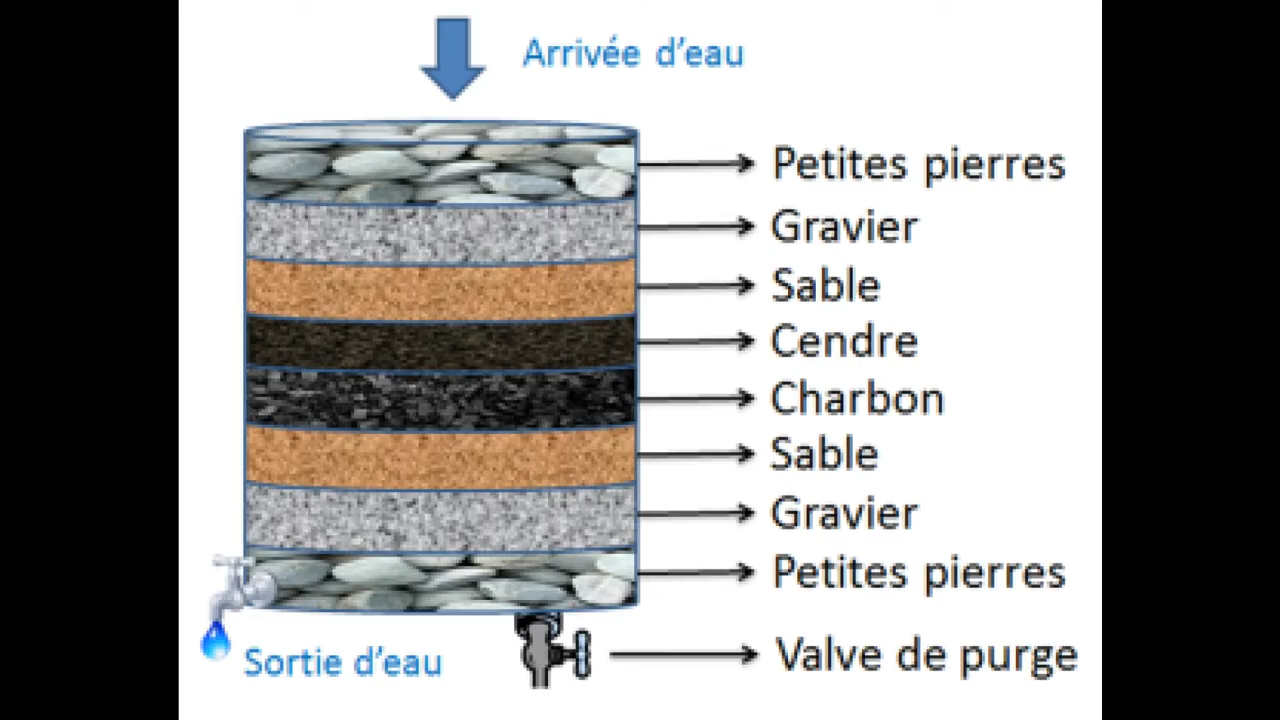 Arrivée d'eau
Petites pierres
Gravier
Sable
Cendre
Charbon
Sable
Gravier
Petites pierres
Sortie d'eau
Valve de purge